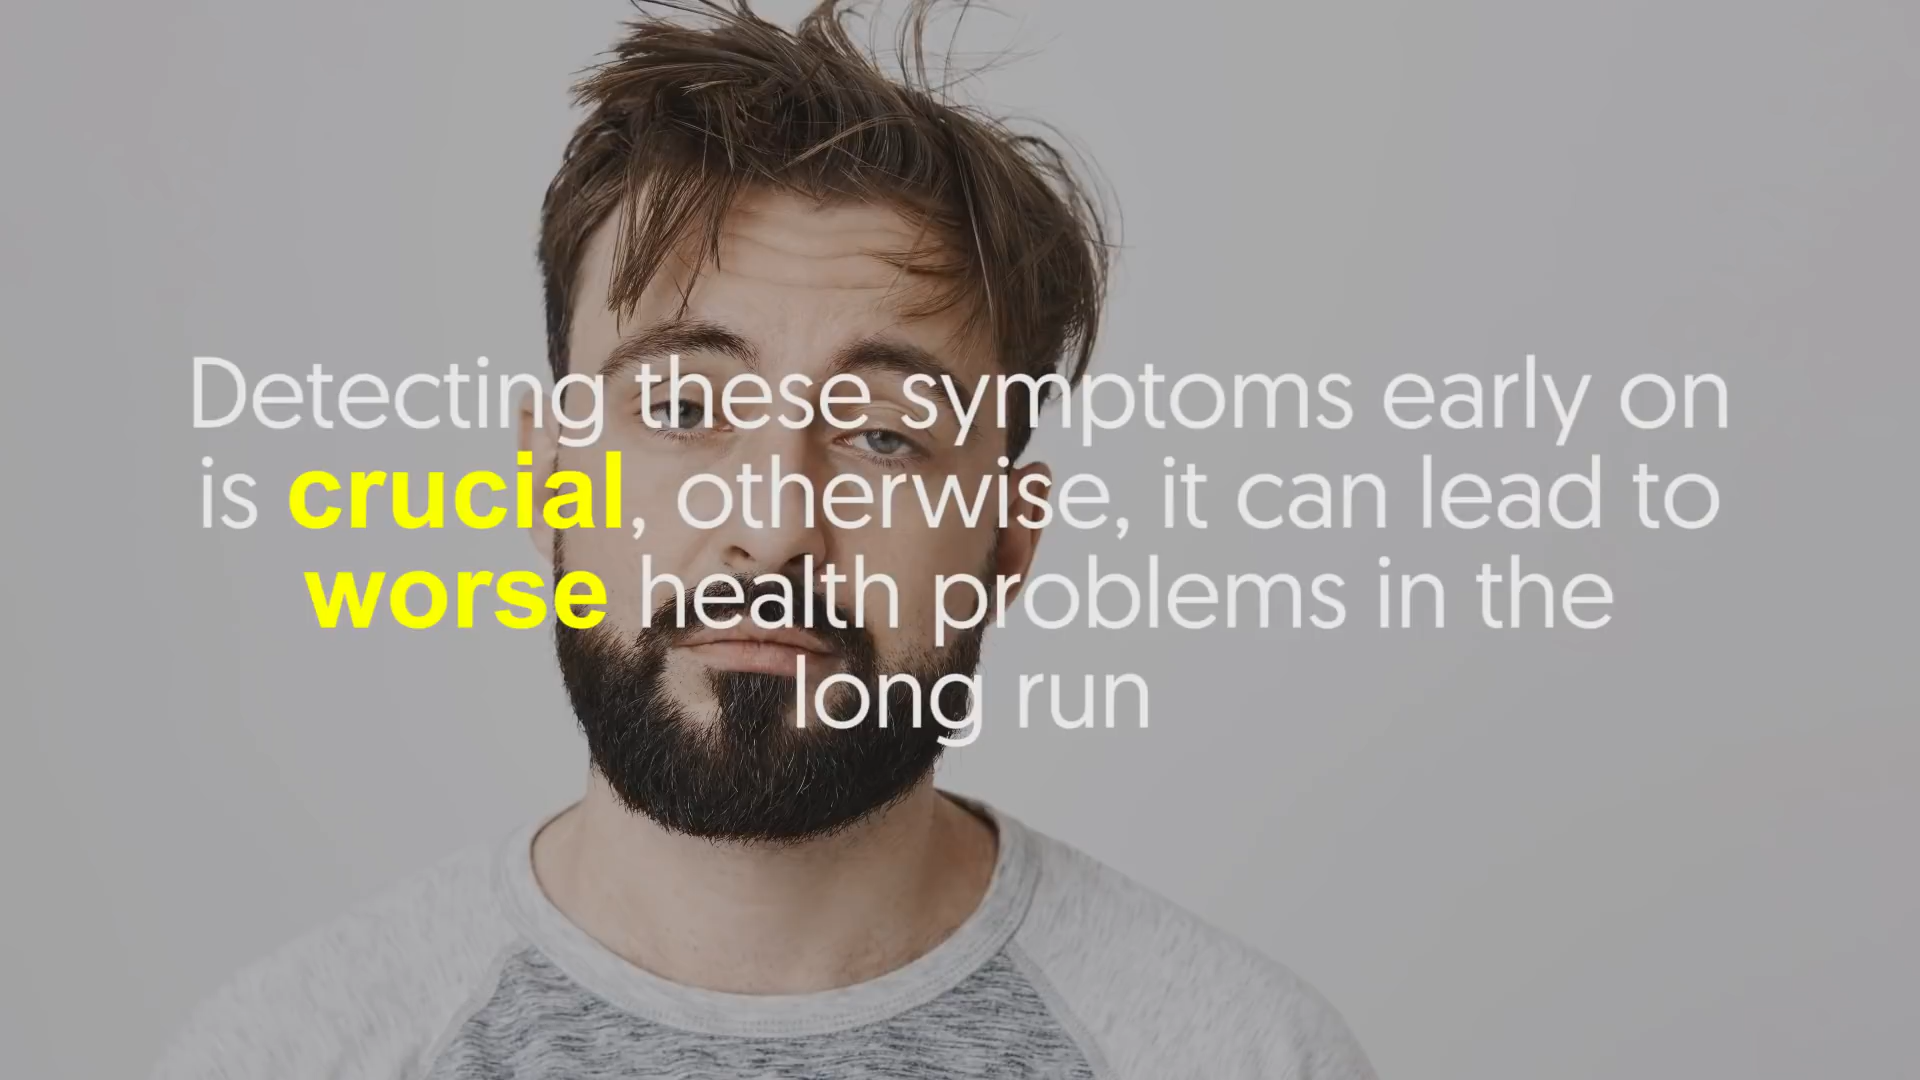 Detecting these symptoms early on
is crucial, otherwise, it can lead to
worse health problems in the
long run